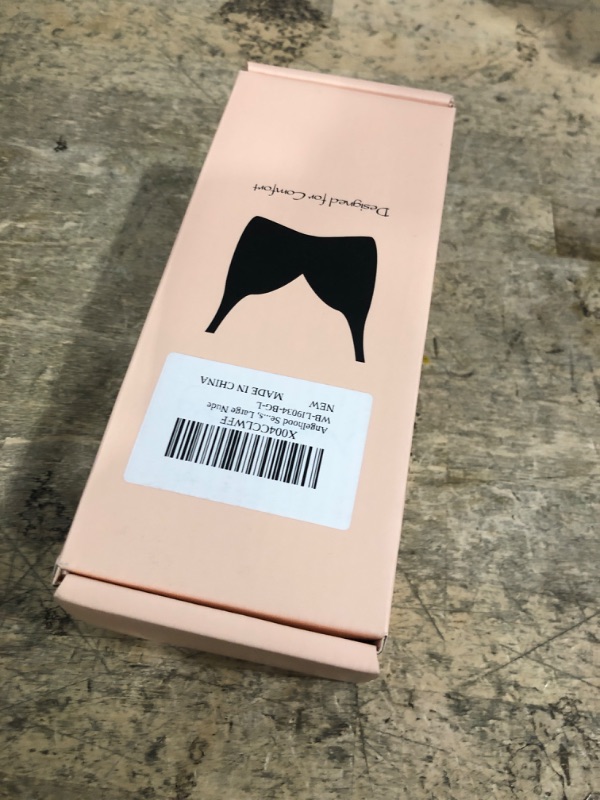 Designed for Comfort
X004CCLWFF
Angelhood Se...s, Large Nude
WB-LJ9034-BG-L
NEW
MADE IN CHINA